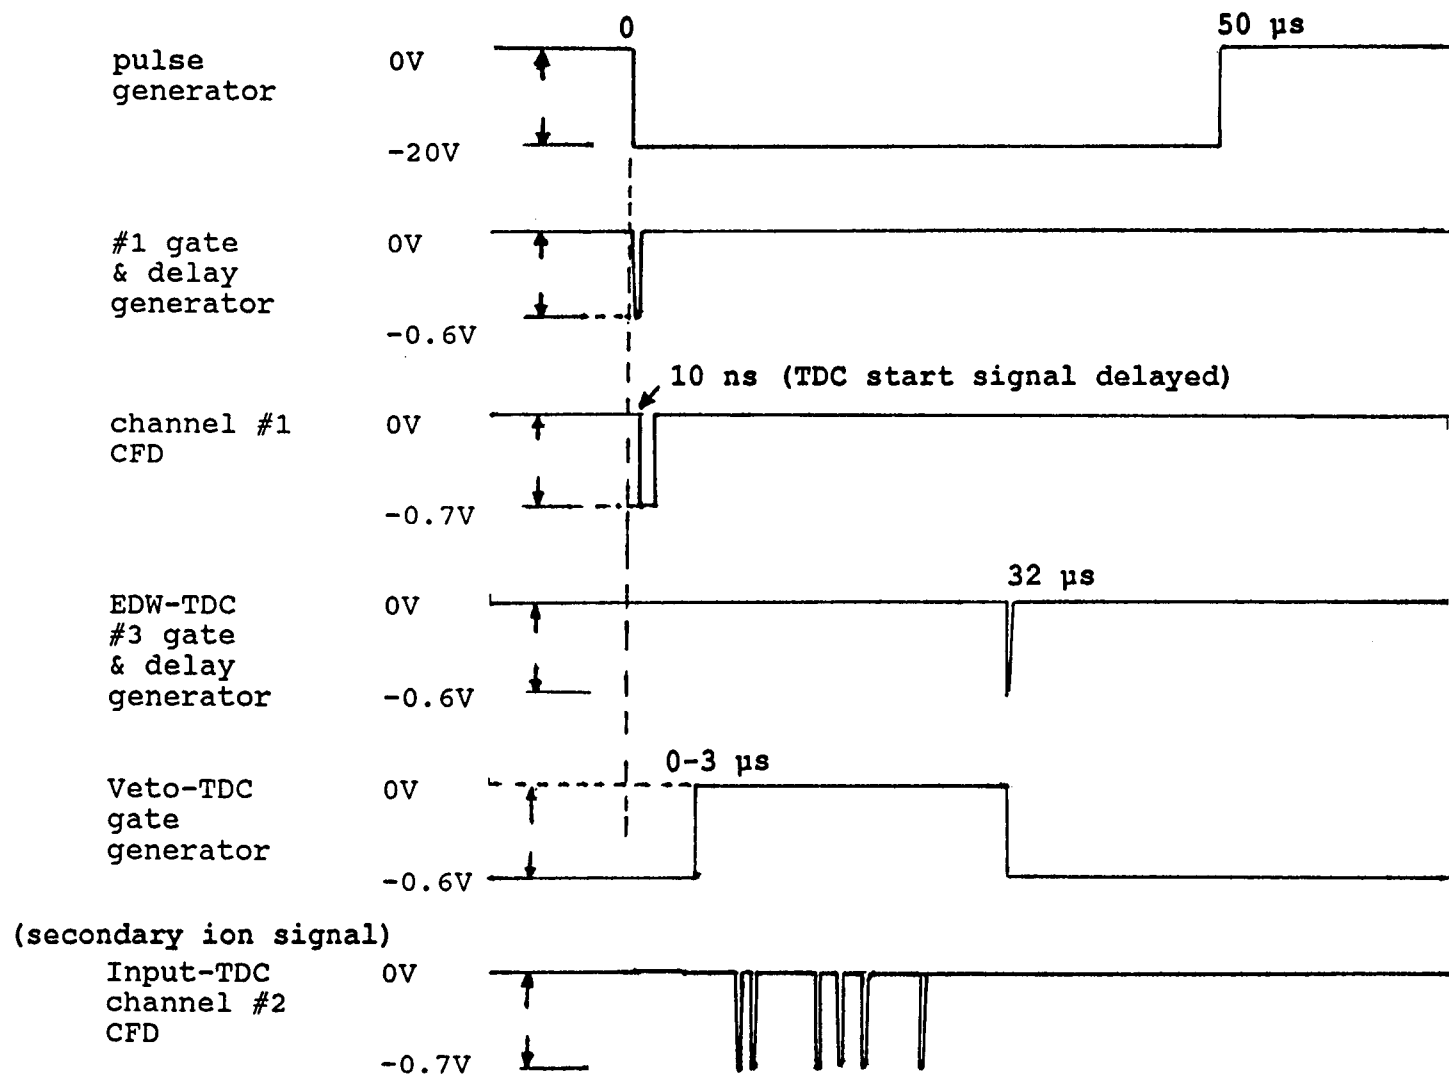 0
50 µs
pulse
generator
0V
-20V
#1 gate
& delay
generator
0V
-0.6V
10 ns (TDC start signal delayed)
channel #1
CFD
0V
-0.7V
32 µs
EDW-TDC
#3 gate
& delay
generator
0V
-0.6V
0-3 µs
Veto-TDC
gate
generator
0V
-0.6V
(secondary ion signal)
Input-TDC
channel #2
CFD
0V
-0.7V